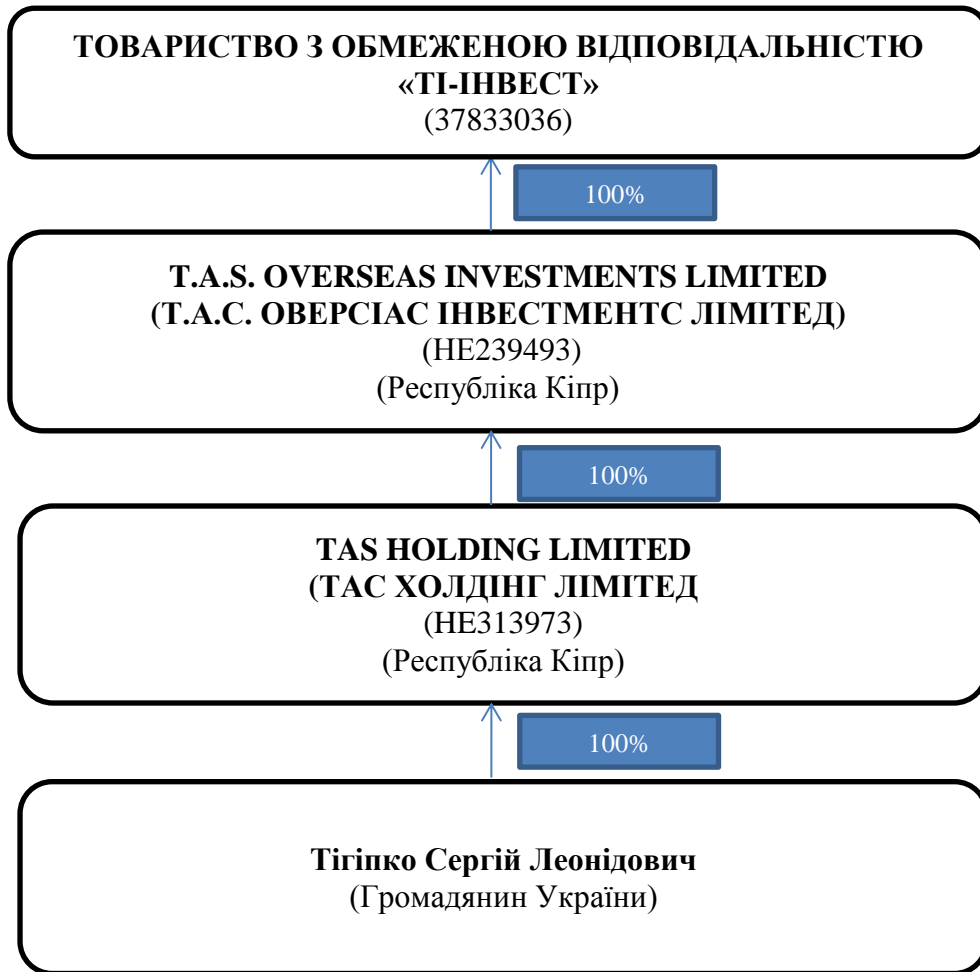 ТОВАРИСТВО З ОБМЕЖЕНОЮ ВІДПОВІДАЛЬНІСТЮ
«ТІ-ІНВЕСТ»
(37833036)
100%
T.A.S. OVERSEAS INVESTMENTS LIMITED
(Т.А.С. ОВЕРСІАС ІНВЕСТМЕНТС ЛІМІТЕД)
(HE239493)
(Республіка Кіпр)
100%
TAS HOLDING LIMITED
(ТАС ХОЛДІНГ ЛІМІТЕД
(HE313973)
(Республіка Кіпр)
100%
Тігіпко Сергій Леонідович
(Громадянин України)